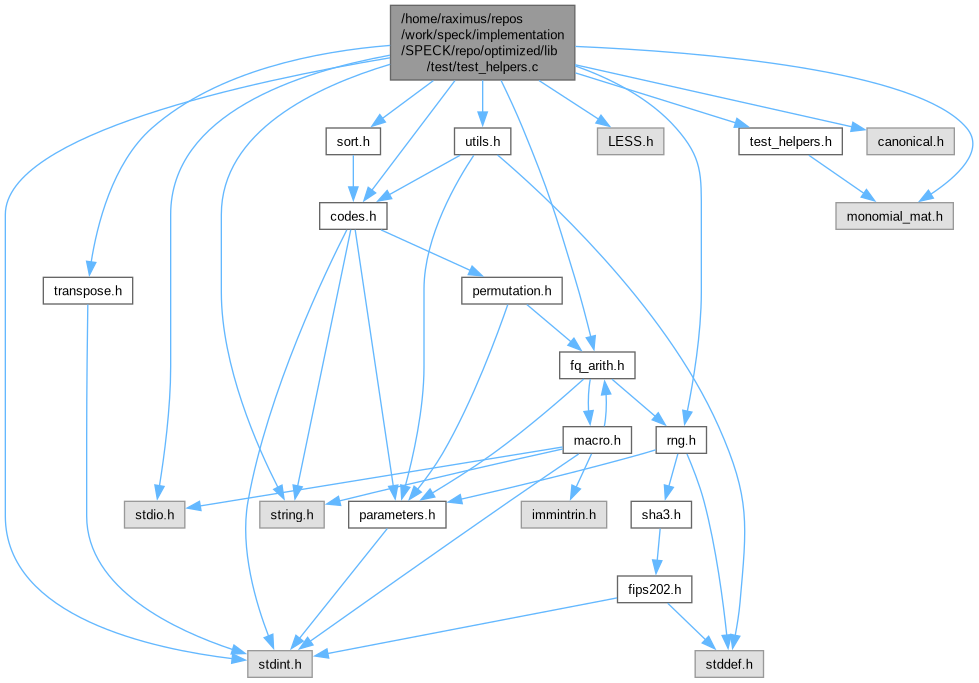 /home/raximus/repos
/work/speck/implementation
/SPECK/repo/optimized/lib
/test/test_helpers.c
sort.h
utils.h
LESS.h
test_helpers.h
canonical.h
codes.h
monomial_mat.h
transpose.h
permutation.h
fq_arith.h
macro.h
rng.h
stdio.h
string.h
parameters.h
immintrin.h
sha3.h
fips202.h
stdint.h
stddef.h